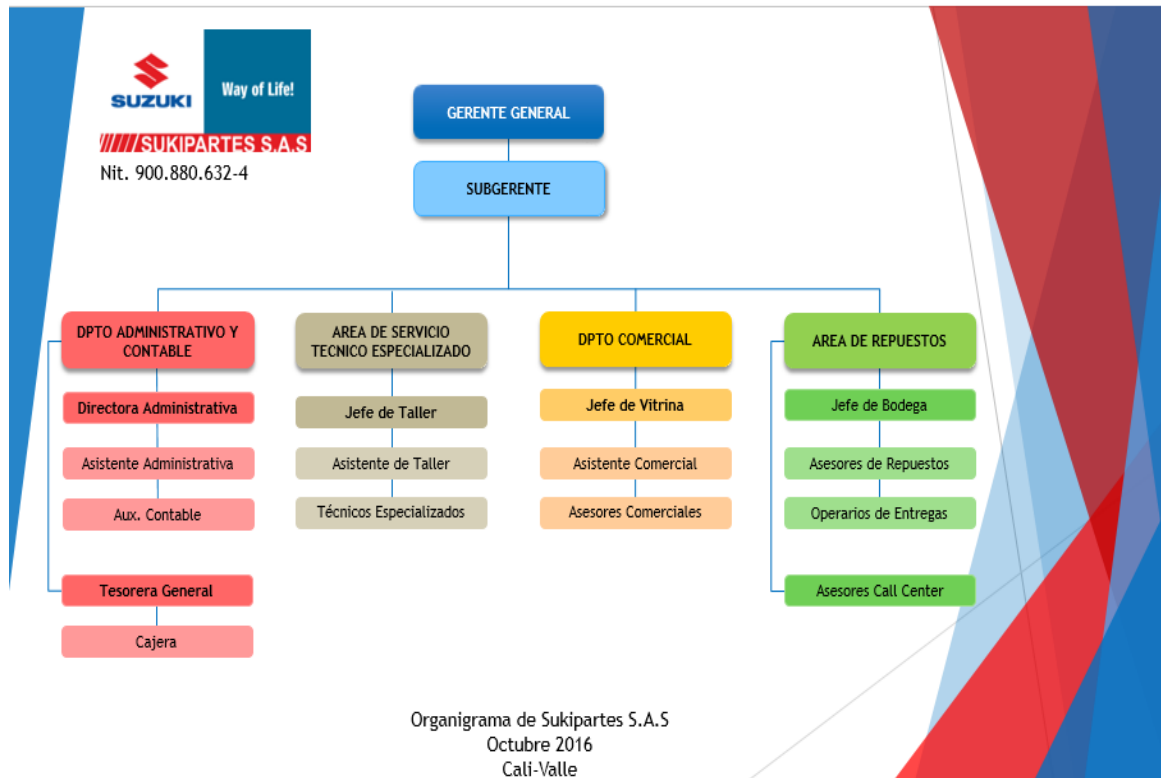 SUZUKI
Way of Life!
SUKIPARTES S.A.S
Nit. 900.880.632-4
GERENTE GENERAL
SUBGERENTE
DPTO ADMINISTRATIVO Y
CONTABLE
Directora Administrativa
Asistente Administrativa
Aux. Contable
Tesorera General
Cajera
AREA DE SERVICIO
TECNICO ESPECIALIZADO
Jefe de Taller
Asistente de Taller
Técnicos Especializados
DPTO COMERCIAL
Jefe de Vitrina
Asistente Comercial
Asesores Comerciales
AREA DE REPUESTOS
Jefe de Bodega
Asesores de Repuestos
Operarios de Entregas
Asesores Call Center
Organigrama de Sukipartes S.A.S
Octubre 2016
Cali-Valle